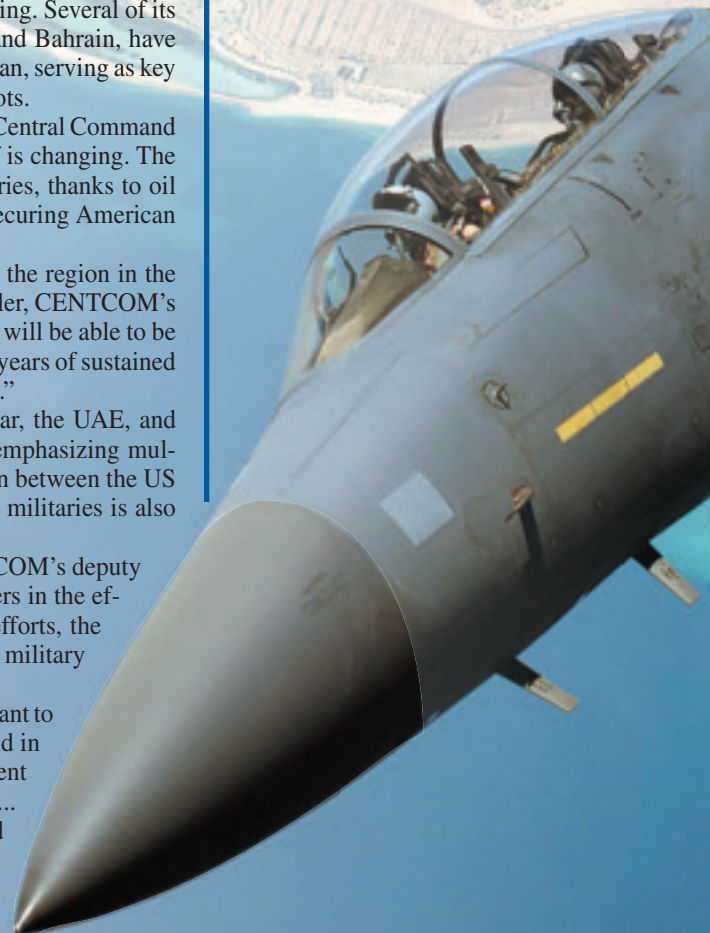 ing. Several of its
and Bahrain, have
an, serving as key
ots.
Central Command
is changing. The
ries, thanks to oil
ecuring American
the region in the
ler, CENTCOM's
will be able to be
years of sustained
.”
ar, the UAE, and
emphasizing mul-
n between the US
militaries is also
COM's deputy
ers in the ef-
efforts, the
military
ant to
d in
ent
...